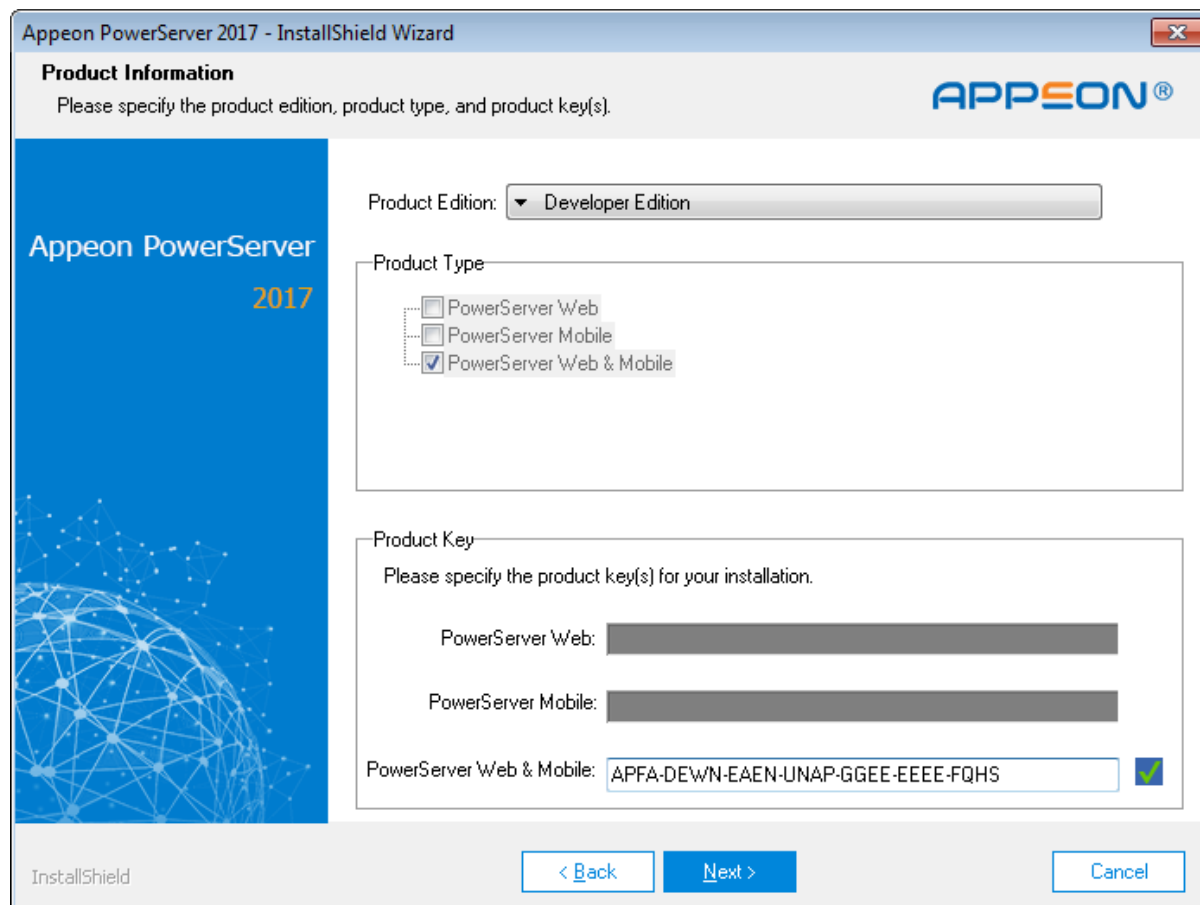 Appeon PowerServer 2017 - InstallShield Wizard
Product Information
Please specify the product edition, product type, and product key(s).
APPEON®
Appeon PowerServer
2017
Product Edition: Developer Edition
Product Type
PowerServer Web
PowerServer Mobile
PowerServer Web & Mobile
Product Key
Please specify the product key(s) for your installation.
PowerServer Web:
PowerServer Mobile:
PowerServer Web & Mobile: APFA-DEWN-EAEN-UNAP-GGEE-EEEE-FQHS
InstallShield
< Back
Next >
Cancel